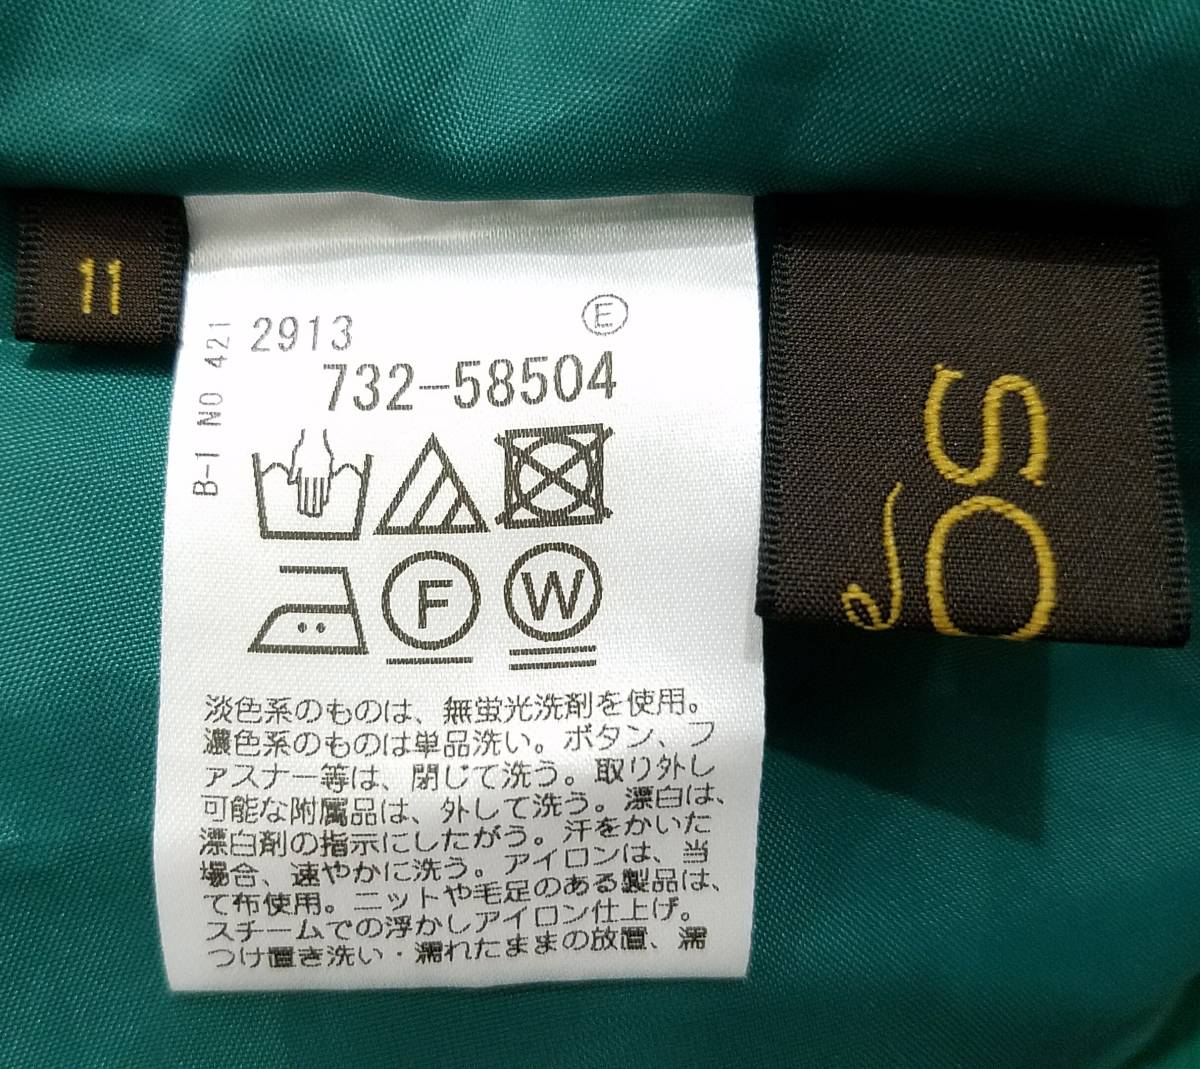 11
2913
E
732-58504
B-1 NO 421
F
W
淡色系のものは、無蛍光洗剤を使用。
濃色系のものは単品洗い。ボタン、フ
ァスナー等は、閉じて洗う。取り外し
可能な附属品は、外して洗う。漂白は、
漂白剤の指示にしたがう。汗をかいた
場合、速やかに洗う。アイロンは、当
て布使用。ニットや毛足のある製品は、
スチームでの浮かしアイロン仕上げ。
つけ置き洗い・濡れたままの放置、濡
SO